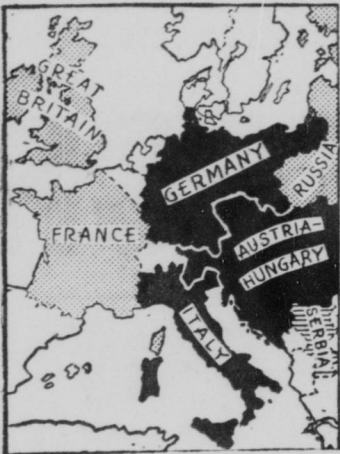 GREAT
BRITAIN
GERMANY
RUSSIA
FRANCE
AUSTRIA-
HUNGARY
ITALY
SERBIA